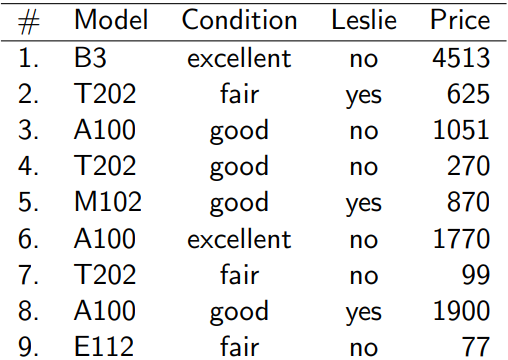 # Model Condition Leslie Price
1. B3 excellent no 4513
2. T202 fair yes 625
3. A100 good no 1051
4. T202 good no 270
5. M102 good yes 870
6. A100 excellent no 1770
7. T202 fair no 99
8. A100 good yes 1900
9. E112 fair no 77